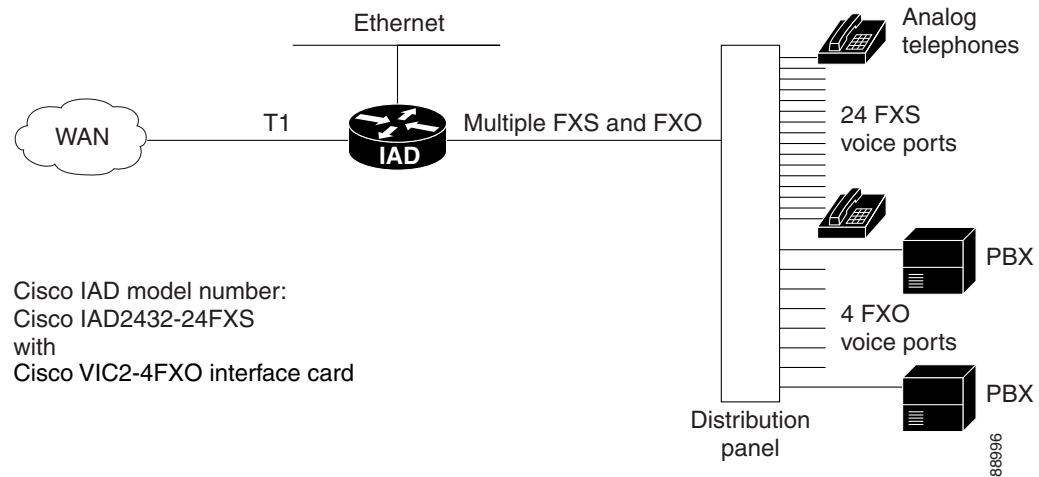 Ethernet
Analog
telephones
WAN
T1
IAD
Multiple FXS and FXO
24 FXS
voice ports
PBX
Cisco IAD model number:
Cisco IAD2432-24FXS
with
Cisco VIC2-4FXO interface card
4 FXO
voice ports
PBX
Distribution
panel
88996